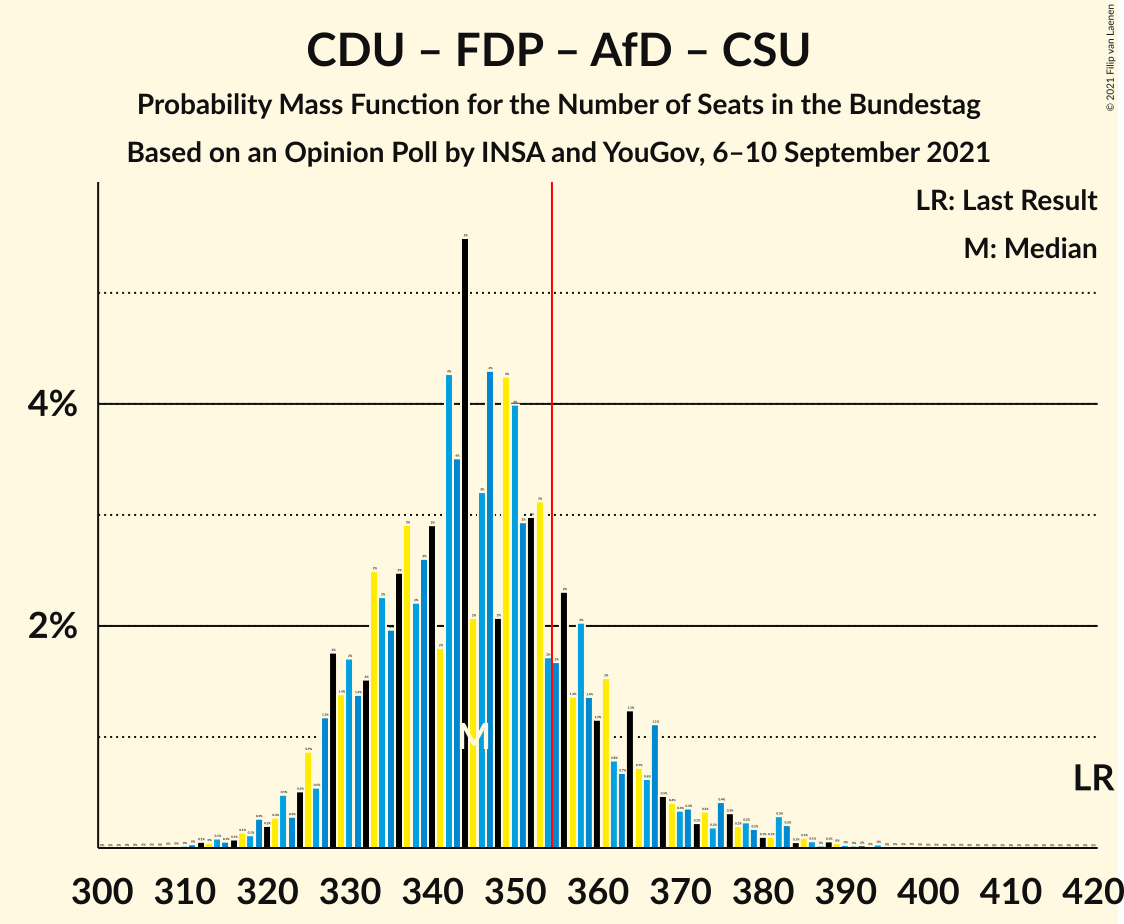 CDU – FDP – AfD – CSU
Probability Mass Function for the Number of Seats in the Bundestag
Based on an Opinion Poll by INSA and YouGov, 6–10 September 2021
© 2021 Filip van Laenen
LR: Last Result
M: Median
4%
2%
M
LR
300 310 320 330 340 350 360 370 380 390 400 410 420